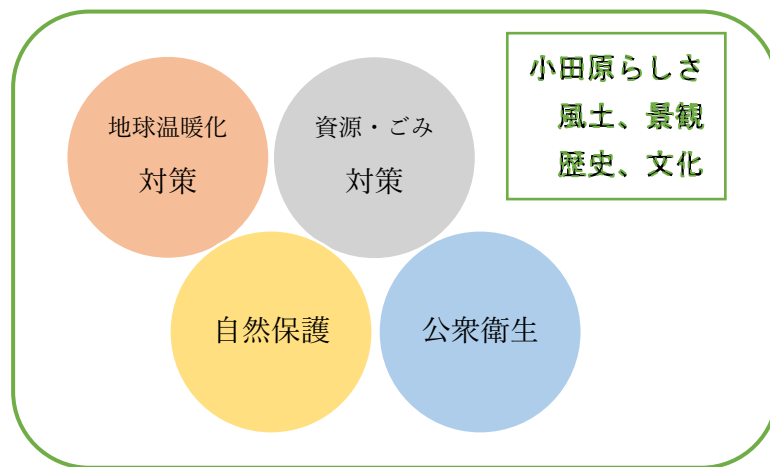 地球温暖化
対策
資源・ごみ
対策
小田原らしさ
風土、景観
歴史、文化
自然保護
公衆衛生